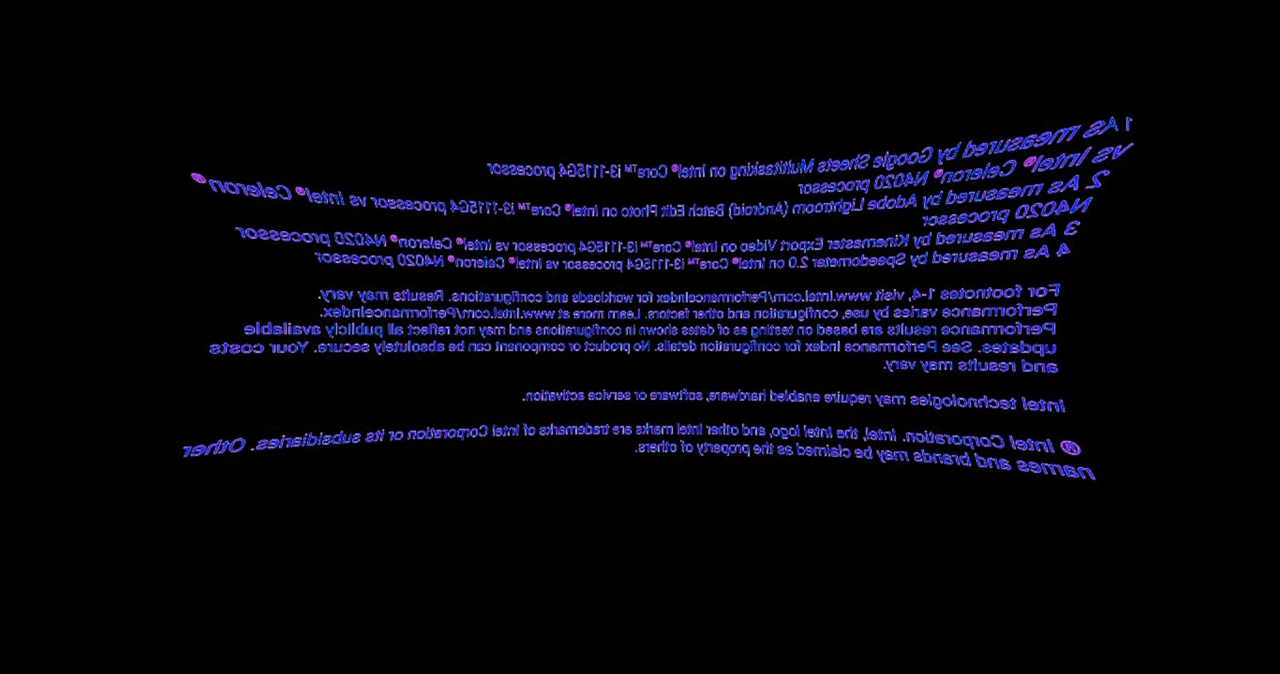 1 As measured by Google Sheets Multitasking on Intel® Core™ i3-1115G4 processor
vs Intel® Celeron® N4020 processor
2 As measured by Adobe Lightroom (Android) Batch Edit Photo on Intel® Core™ i3-1115G4 processor vs Intel® Celeron®
N4020 processor
3 As measured by Kinemaster Export Video on Intel® Core™ i3-1115G4 processor vs Intel® Celeron® N4020 processor
4 As measured by Speedometer 2.0 on Intel® Core™ i3-1115G4 processor vs Intel® Celeron® N4020 processor
For footnotes 1-4, visit www.Intel.com/PerformanceIndex for workloads and configurations. Results may vary.
Performance varies by use, configuration and other factors. Learn more at www.Intel.com/PerformanceIndex.
Performance results are based on testing as of dates shown in configurations and may not reflect all publicly available
updates. See Performance Index for configuration details. No product or component can be absolutely secure. Your costs
and results may vary.
Intel technologies may require enabled hardware, software or service activation.
® Intel Corporation. Intel, the Intel logo, and other Intel marks are trademarks of Intel Corporation or its subsidiaries. Other
names and brands may be claimed as the property of others.